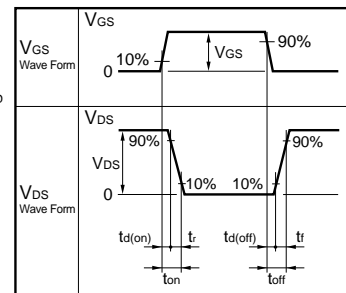 VGS
VGS
Wave Form
10%
VGS
90%
0
VDS
VDS
Wave Form
90%
VDS
90%
10%
10%
0
td(on)
tr
td(off)
tf
ton
toff